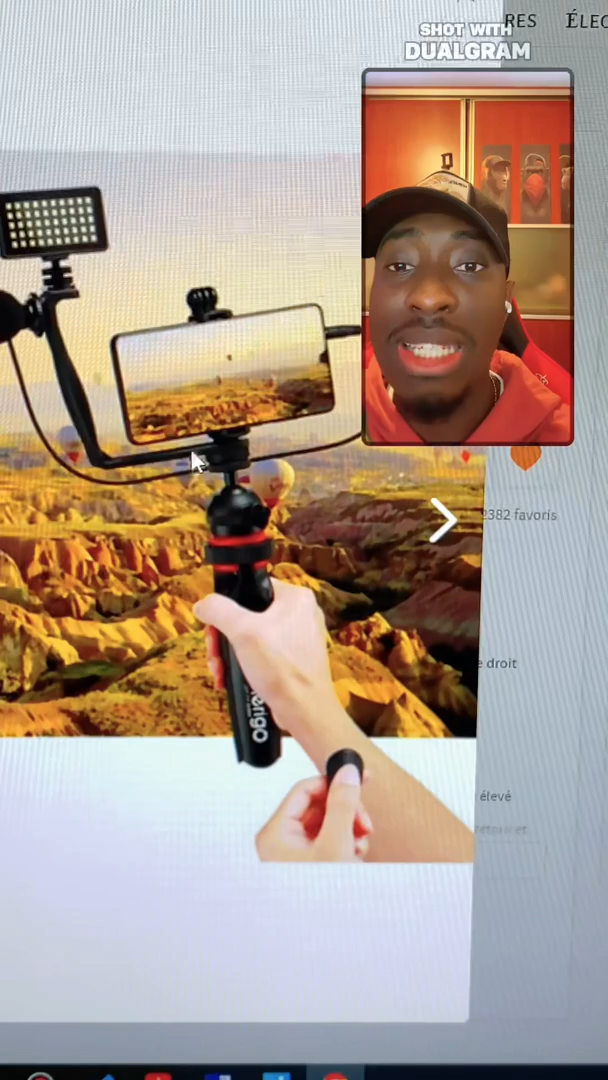 SHOT WITH
DUALGRAM
RES ÉLEC
2382 favoris
e droit
élevé